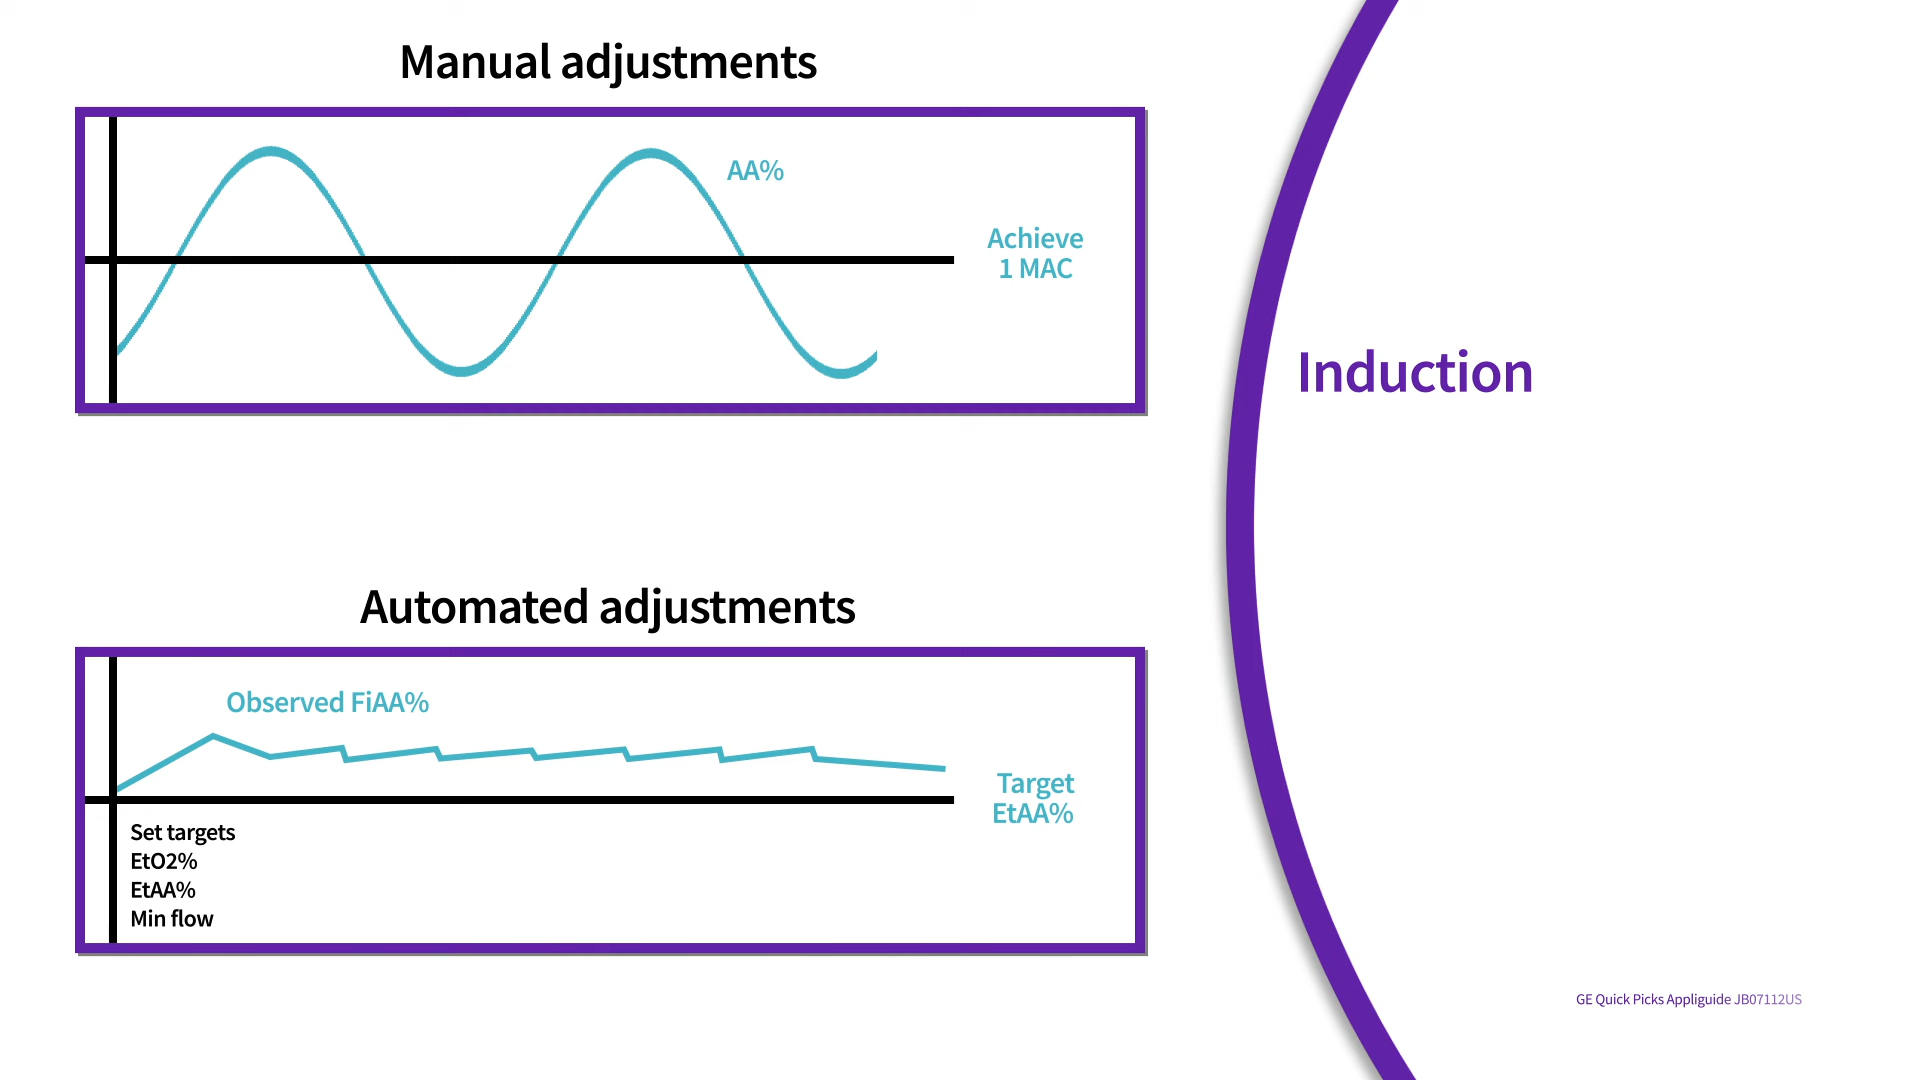 Manual adjustments
AA%
Achieve
1 MAC
Induction
Automated adjustments
Observed FiAA%
Target
EtAA%
Set targets
EtO2%
EtAA%
Min flow
GE Quick Picks Appliguide JB07112US